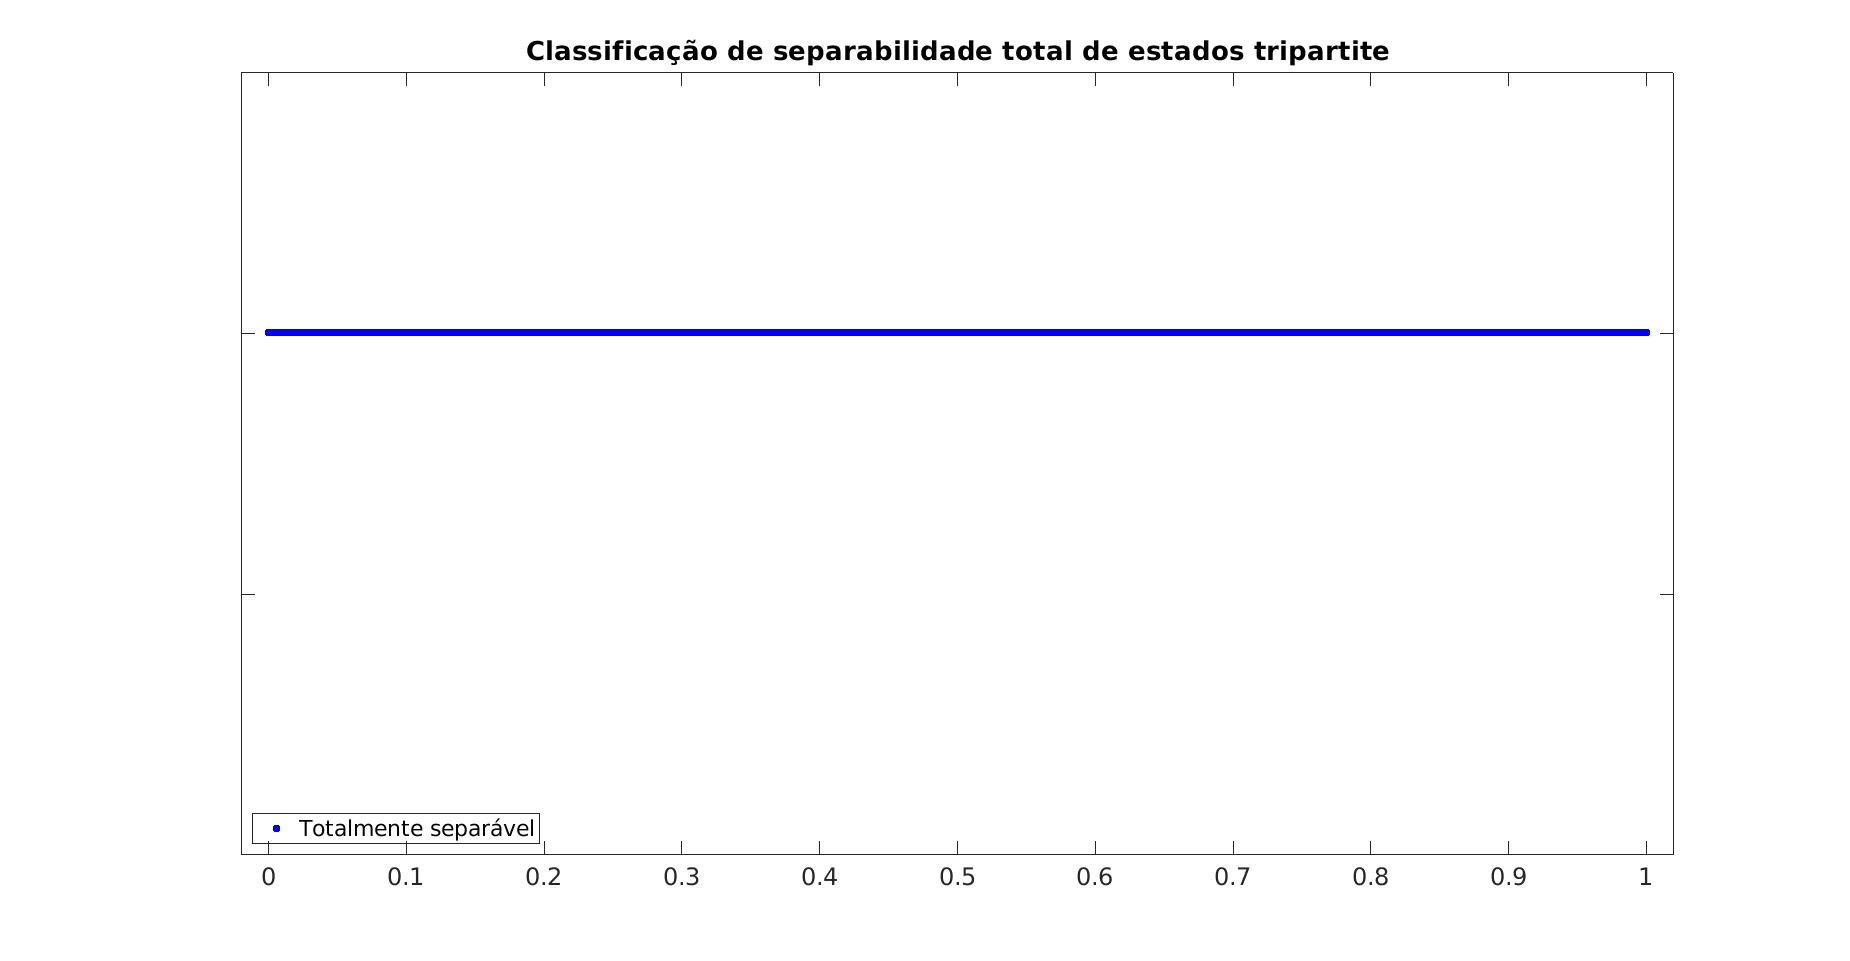 Classificação de separabilidade total de estados tripartite
Totalmente separável
0 0.1 0.2 0.3 0.4 0.5 0.6 0.7 0.8 0.9 1